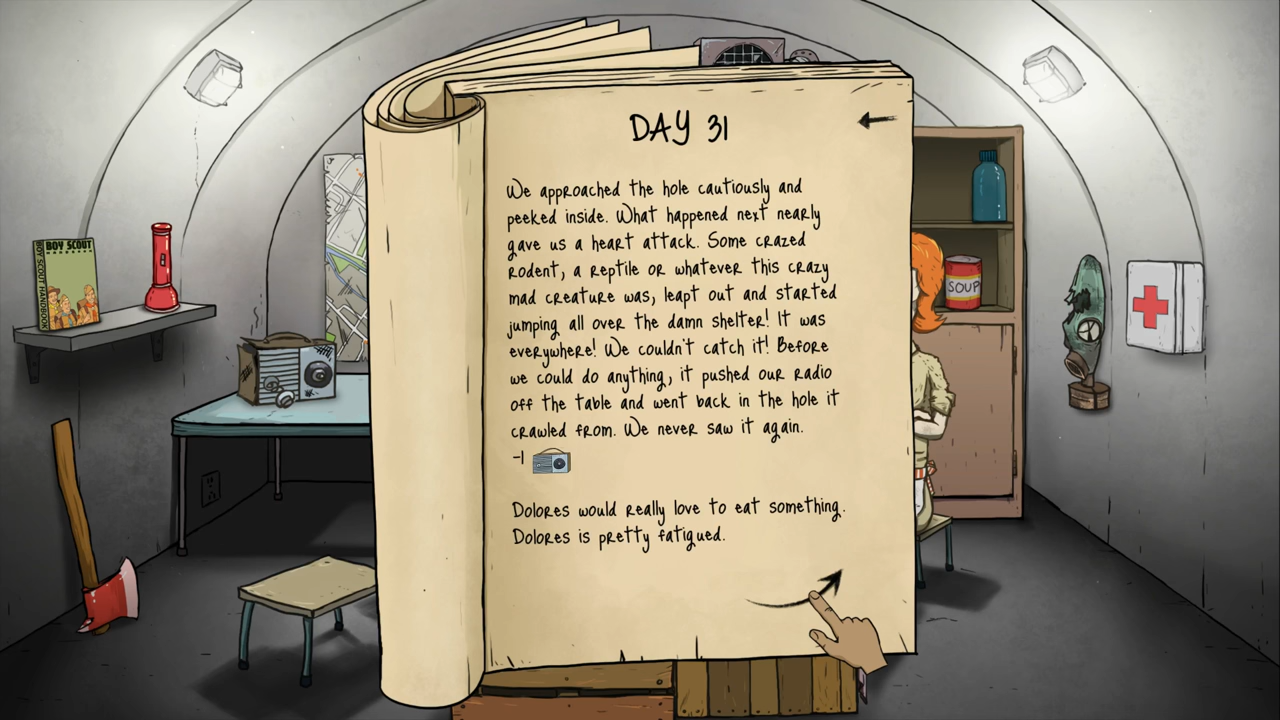 DAY 31
We approached the hole cautiously and
peeked inside. What happened next nearly
gave us a heart attack. Some crazed
rodent, a reptile or whatever this crazy
mad creature was, leapt out and started
jumping all over the damn shelter! It was
everywhere! We couldn't catch it! Before
we could do anything, it pushed our radio
off the table and went back in the hole it
crawled from. We never saw it again.
-1
Dolores would really love to eat something.
Dolores is pretty fatigued.
BOY SCOUT
BOY SCOUT HANDBOOK
SOUP